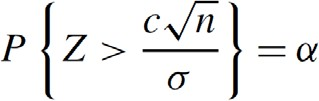 P{Z > c√n/σ} = α